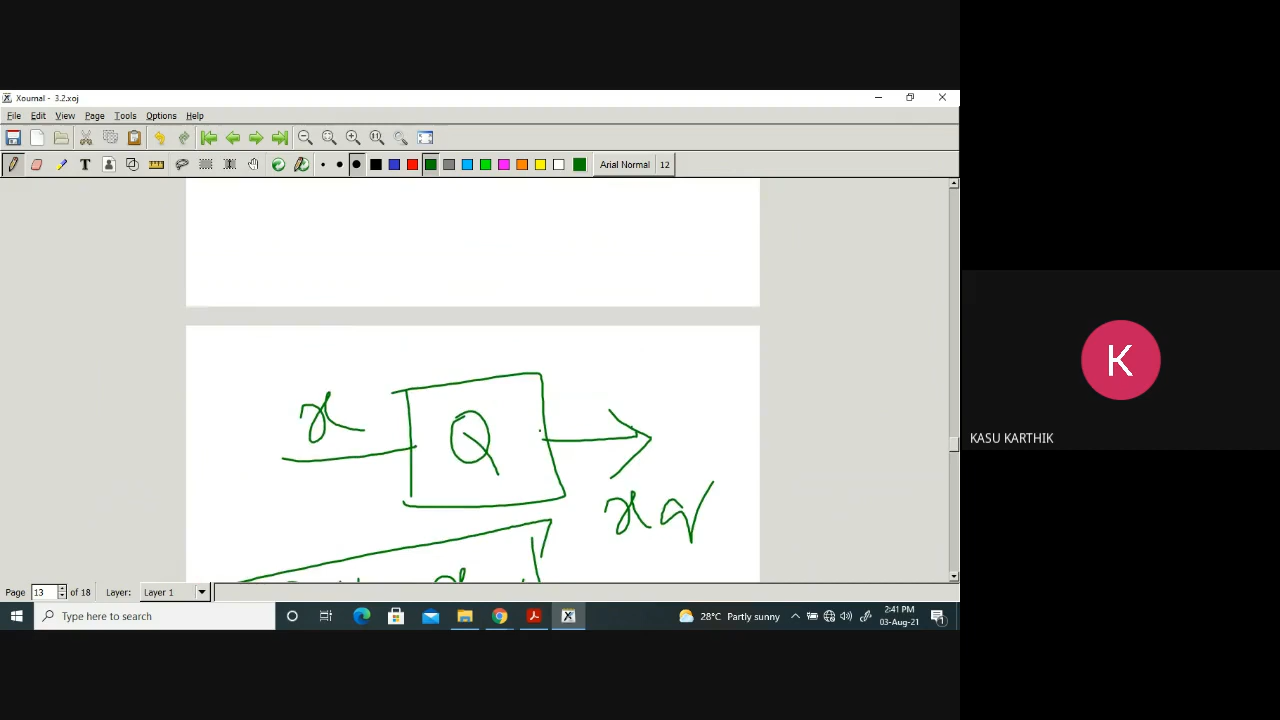 Xournal - 3.2.xoj
File Edit View Page Tools Options Help
T Arial Normal 12
x Q
xq
K
KASU KARTHIK
Page 13 of 18 Layer: Layer 1
Type here to search
28°C Partly sunny
2:41 PM
03-Aug-21
1